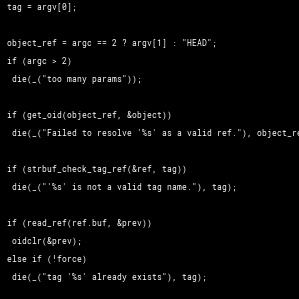 tag = argv[0];
object_ref = argc == 2 ? argv[1] : "HEAD";
if (argc > 2)
die(_("too many params"));
if (get_oid(object_ref, &object))
die(_("Failed to resolve '%s' as a valid ref."), object_re
if (strbuf_check_tag_ref(&ref, tag))
die(_("'%s' is not a valid tag name."), tag);
if (read_ref(ref.buf, &prev))
oidclr(&prev);
else if (!force)
die(_("tag '%s' already exists"), tag);